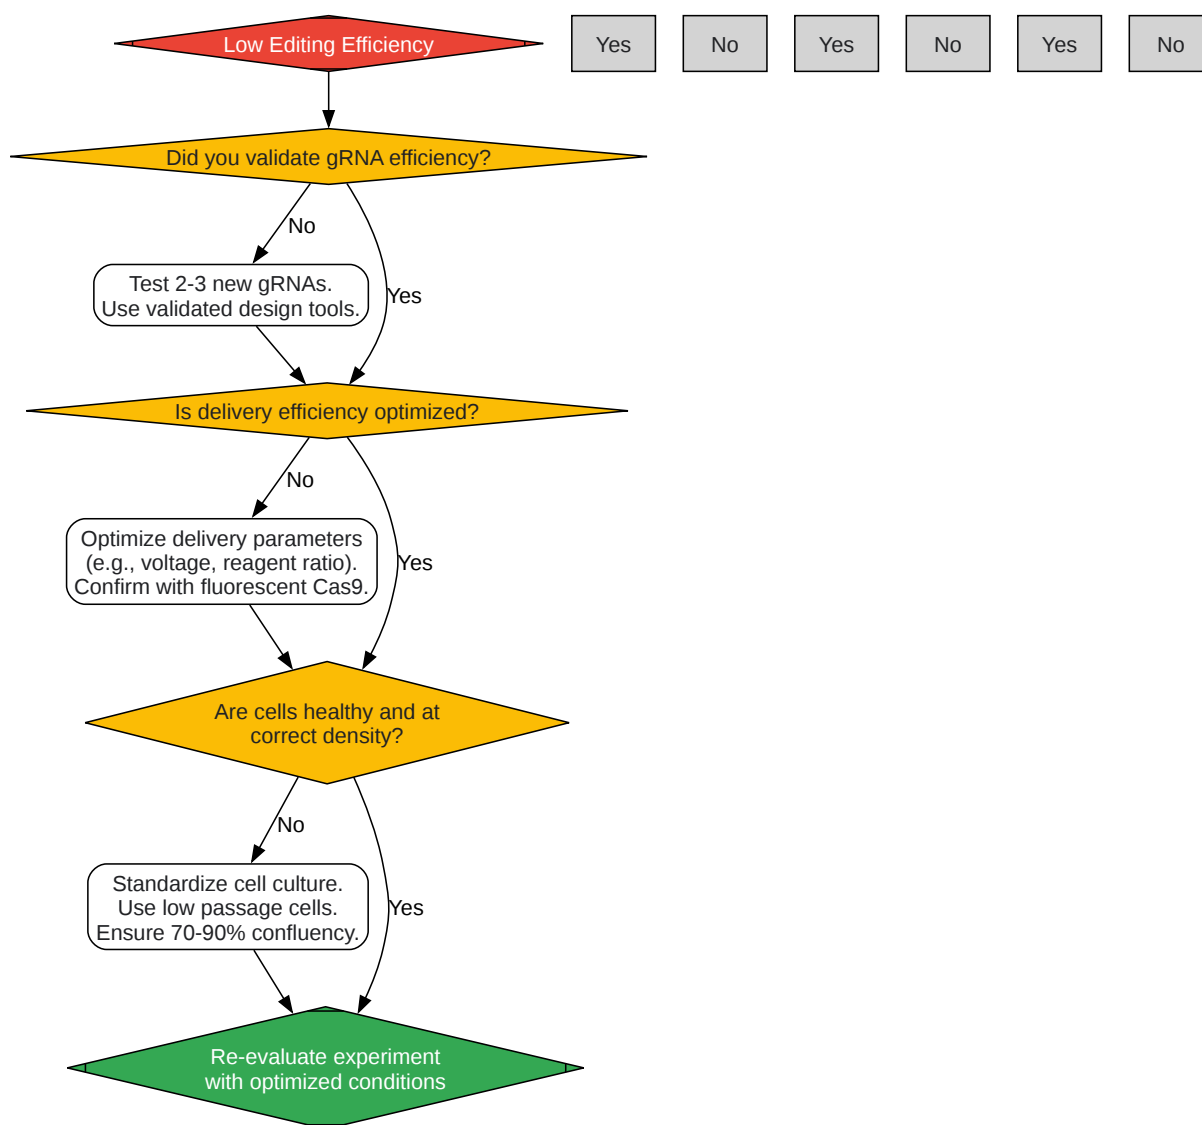 Low Editing Efficiency
Yes
No
Yes
No
Yes
No
Did you validate gRNA efficiency?
No
Test 2-3 new gRNAs.
Use validated design tools.
Yes
Is delivery efficiency optimized?
No
Optimize delivery parameters
(e.g., voltage, reagent ratio).
Confirm with fluorescent Cas9.
Yes
Are cells healthy and at
correct density?
No
Standardize cell culture.
Use low passage cells.
Ensure 70-90% confluency.
Yes
Re-evaluate experiment
with optimized conditions